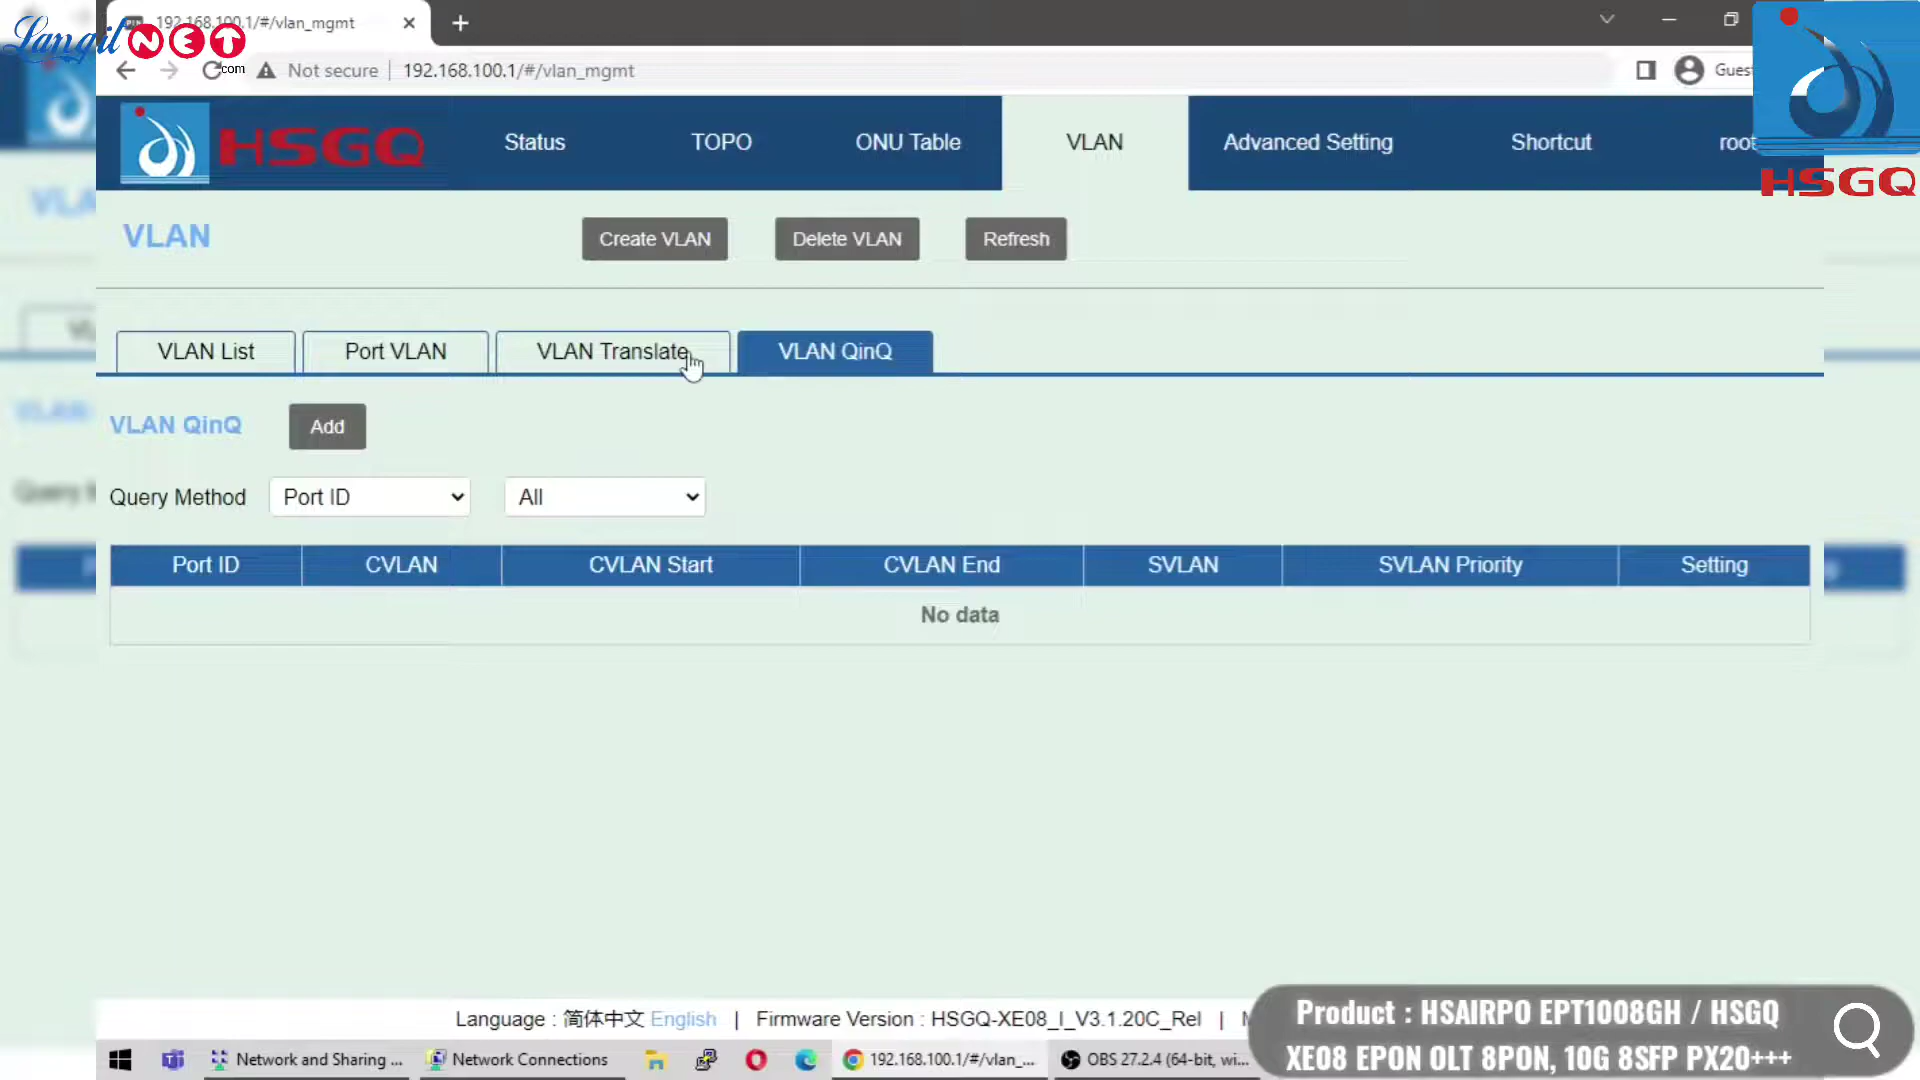 192.168.100.1/#/vlan_mgmt
Langit NET
.com
Not secure
192.168.100.1/#/vlan_mgmt
HSGQ
Status
TOPO
ONU Table
VLAN
Advanced Setting
Shortcut
root
HSGQ
VLAN
Create VLAN
Delete VLAN
Refresh
VLAN List
Port VLAN
VLAN Translate
VLAN QinQ
VLAN QinQ
Add
Query Method
Port ID
All
Port ID
CVLAN
CVLAN Start
CVLAN End
SVLAN
SVLAN Priority
Setting
No data
Language : 简体中文 English | Firmware Version : HSGQ-XE08_I_V3.1.20C_Rel |
Product : HSAIRPO EPT1008GH / HSGQ
XE08 EPON OLT 8PON, 10G 8SFP PX20+++
Network and Sharing ...
Network Connections
192.168.100.1/#/vlan_...
OBS 27.2.4 (64-bit, wi...